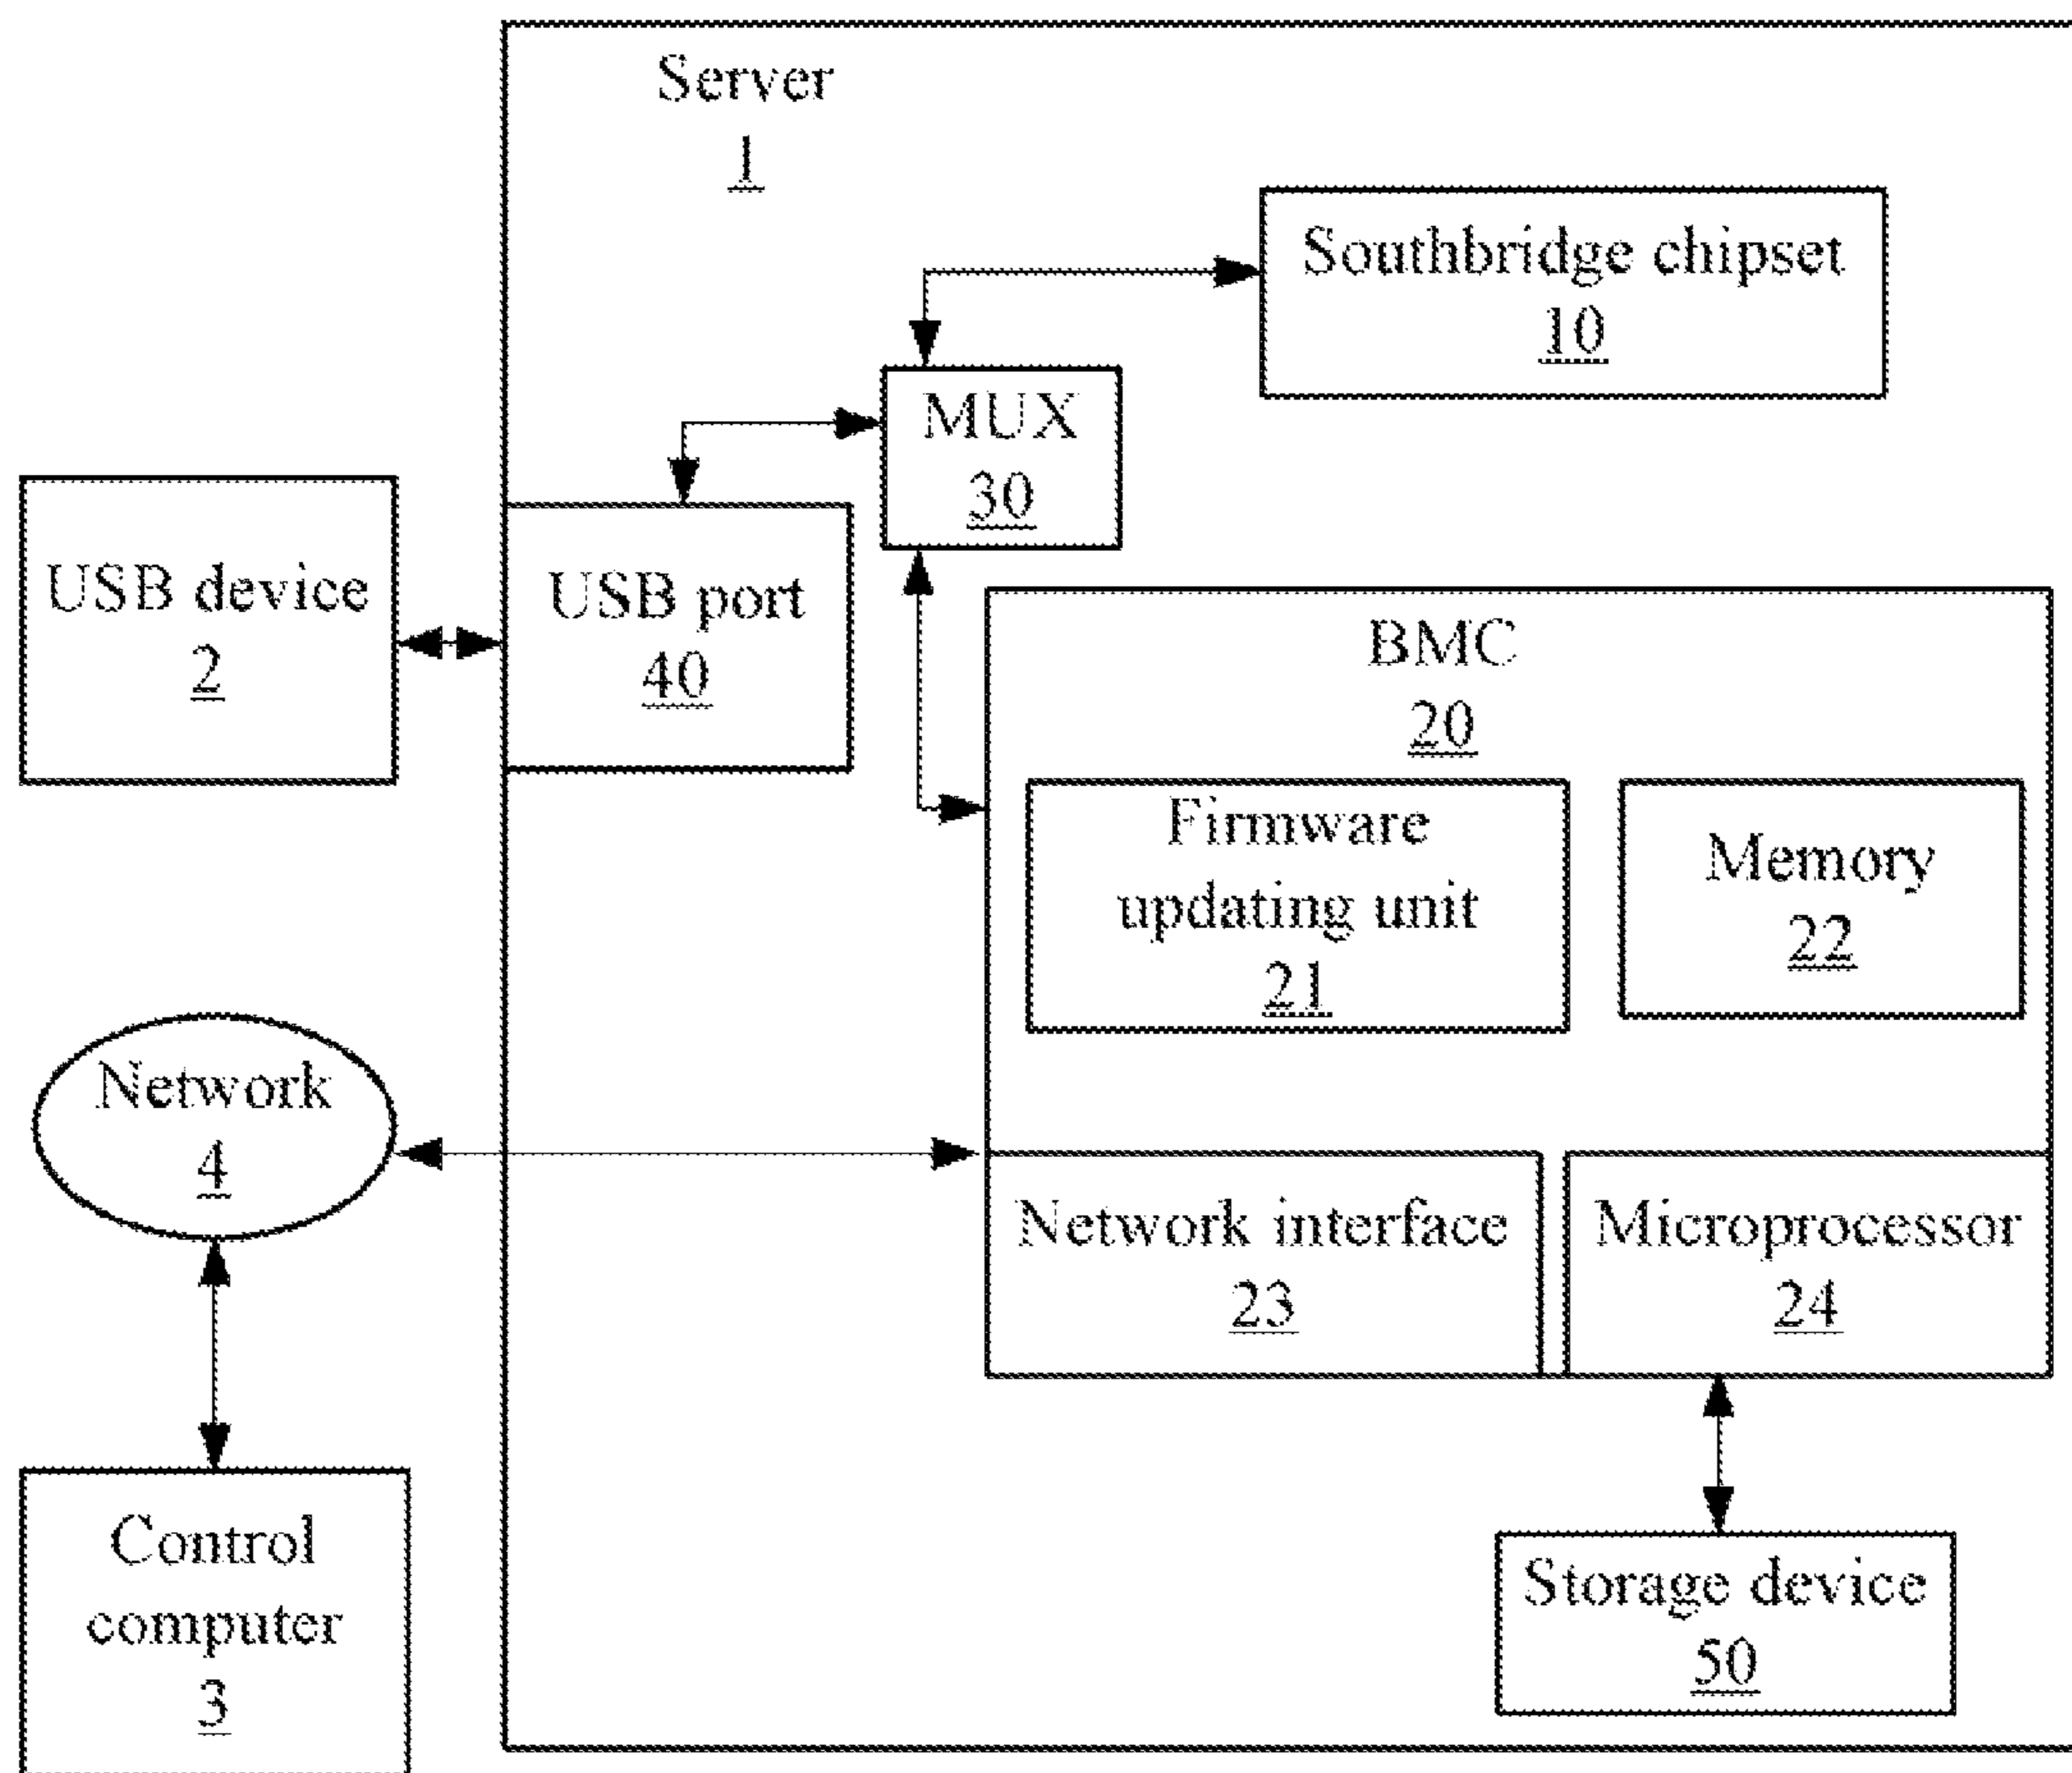 Server
1
Southbridge chipset
10
MUX
30
USB device
2
USB port
40
BMC
20
Firmware
updating unit
21
Memory
22
Network
4
Network interface
23
Microprocessor
24
Control
computer
3
Storage device
50